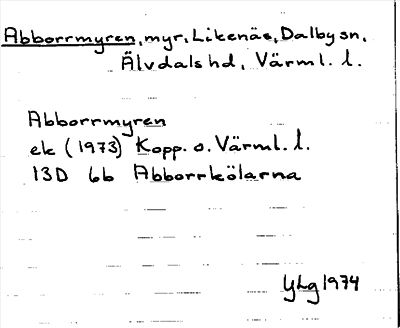 Abborrmyren, myr, Likenäs, Dalby sn,
Älvdals hd, Värml. l.
Abborrmyren
ek (1973) Kopp. o. Värml. l.
13D 6b Abborrkölarna
YLg 1974